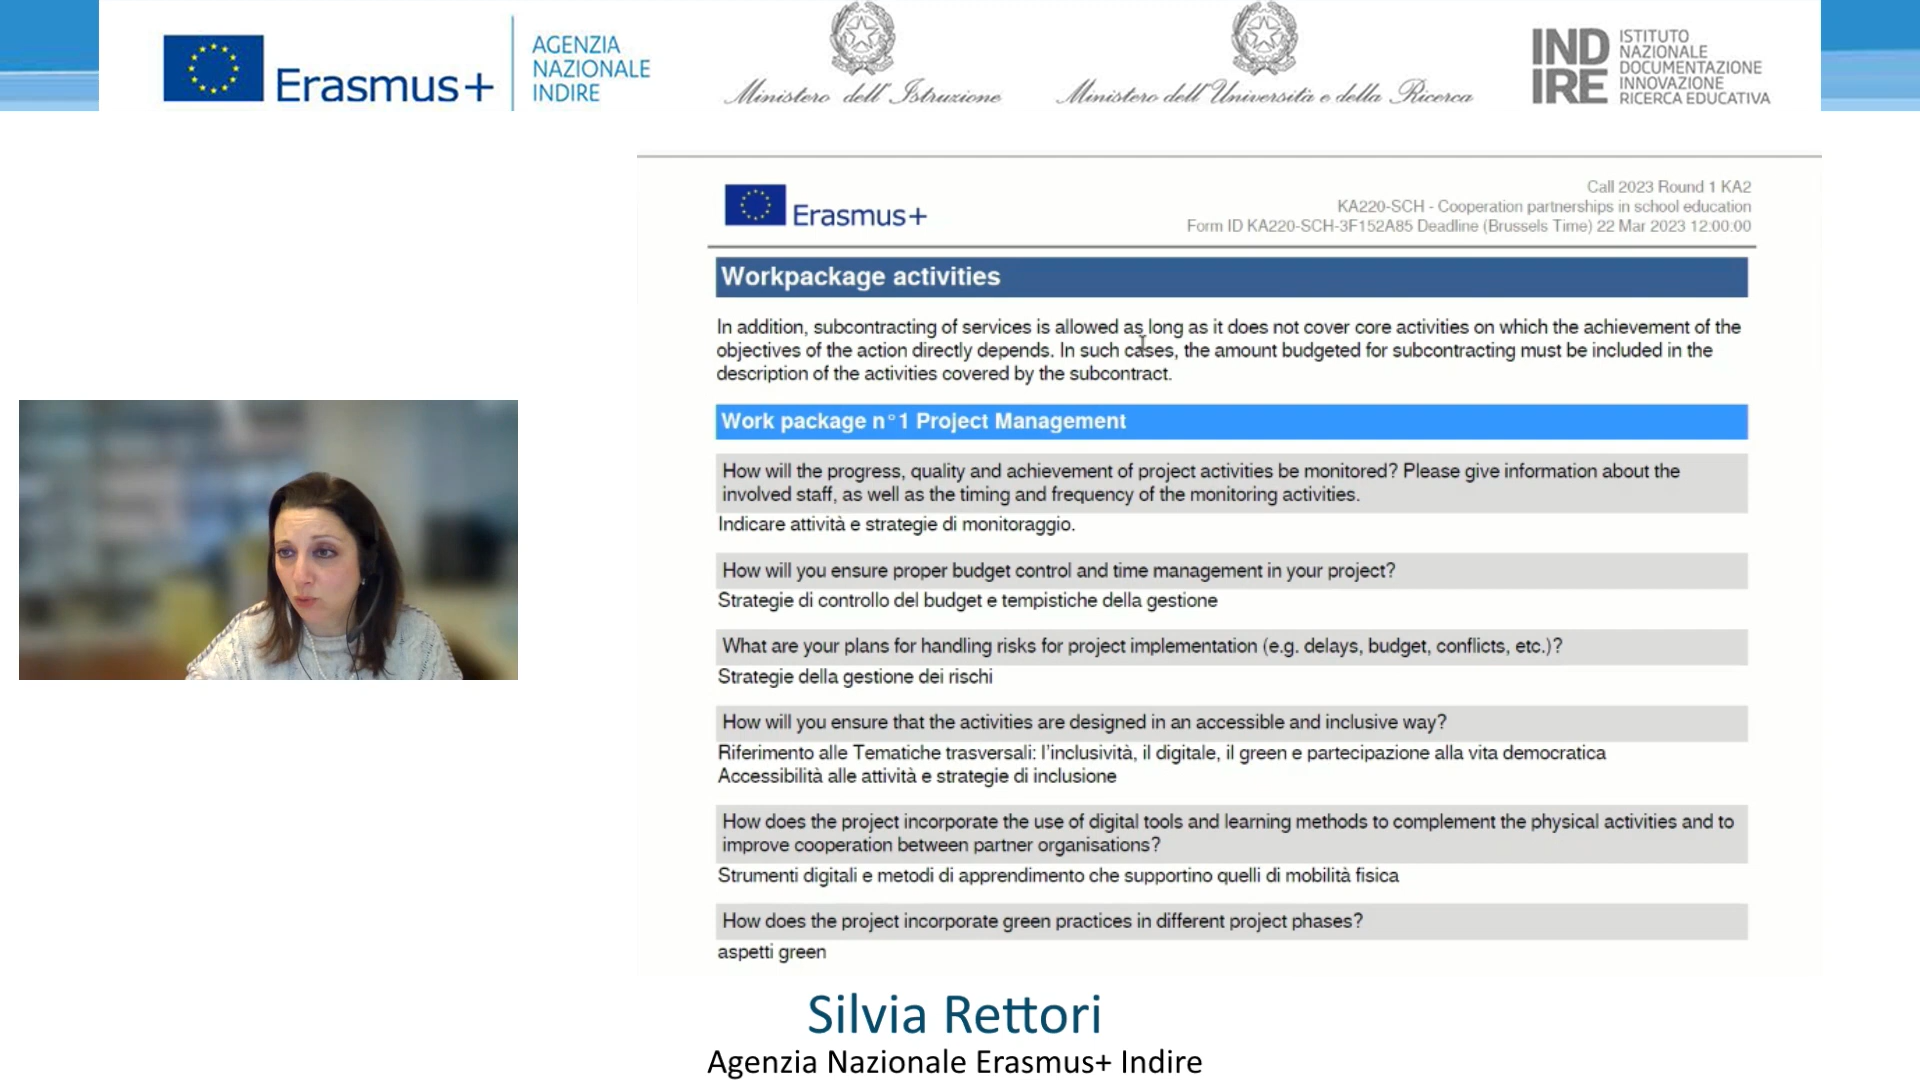 Erasmus+
AGENZIA
NAZIONALE
INDIRE
Ministero dell'Istruzione
Ministero dell'Università e della Ricerca
IND
IRE
ISTITUTO
NAZIONALE
DOCUMENTAZIONE
INNOVAZIONE
RICERCA EDUCATIVA
Erasmus+
Call 2023 Round 1 KA2
KA220-SCH - Cooperation partnerships in school education
Form ID KA220-SCH-3F152A85 Deadline (Brussels Time) 22 Mar 2023 12:00:00
Workpackage activities
In addition, subcontracting of services is allowed as long as it does not cover core activities on which the achievement of the
objectives of the action directly depends. In such cases, the amount budgeted for subcontracting must be included in the
description of the activities covered by the subcontract.
Work package n°1 Project Management
How will the progress, quality and achievement of project activities be monitored? Please give information about the
involved staff, as well as the timing and frequency of the monitoring activities.
Indicare attività e strategie di monitoraggio.
How will you ensure proper budget control and time management in your project?
Strategie di controllo del budget e tempistiche della gestione
What are your plans for handling risks for project implementation (e.g. delays, budget, conflicts, etc.)?
Strategie della gestione dei rischi
How will you ensure that the activities are designed in an accessible and inclusive way?
Riferimento alle Tematiche trasversali: l'inclusività, il digitale, il green e partecipazione alla vita democratica
Accessibilità alle attività e strategie di inclusione
How does the project incorporate the use of digital tools and learning methods to complement the physical activities and to
improve cooperation between partner organisations?
Strumenti digitali e metodi di apprendimento che supportino quelli di mobilità fisica
How does the project incorporate green practices in different project phases?
aspetti green
Silvia Rettori
Agenzia Nazionale Erasmus+ Indire